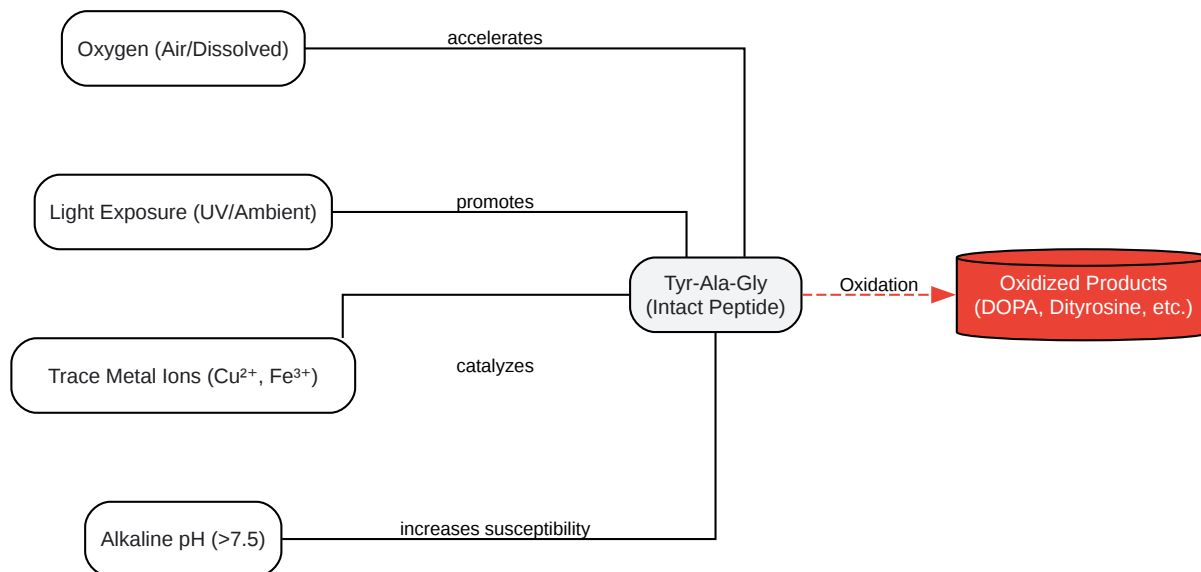 Oxygen (Air/Dissolved)
accelerates
Light Exposure (UV/Ambient)
promotes
Tyr-Ala-Gly
(Intact Peptide)
Oxidation
Oxidized Products
(DOPA, Dityrosine, etc.)
Trace Metal Ions (Cu²⁺, Fe³⁺)
catalyzes
Alkaline pH (>7.5)
increases susceptibility